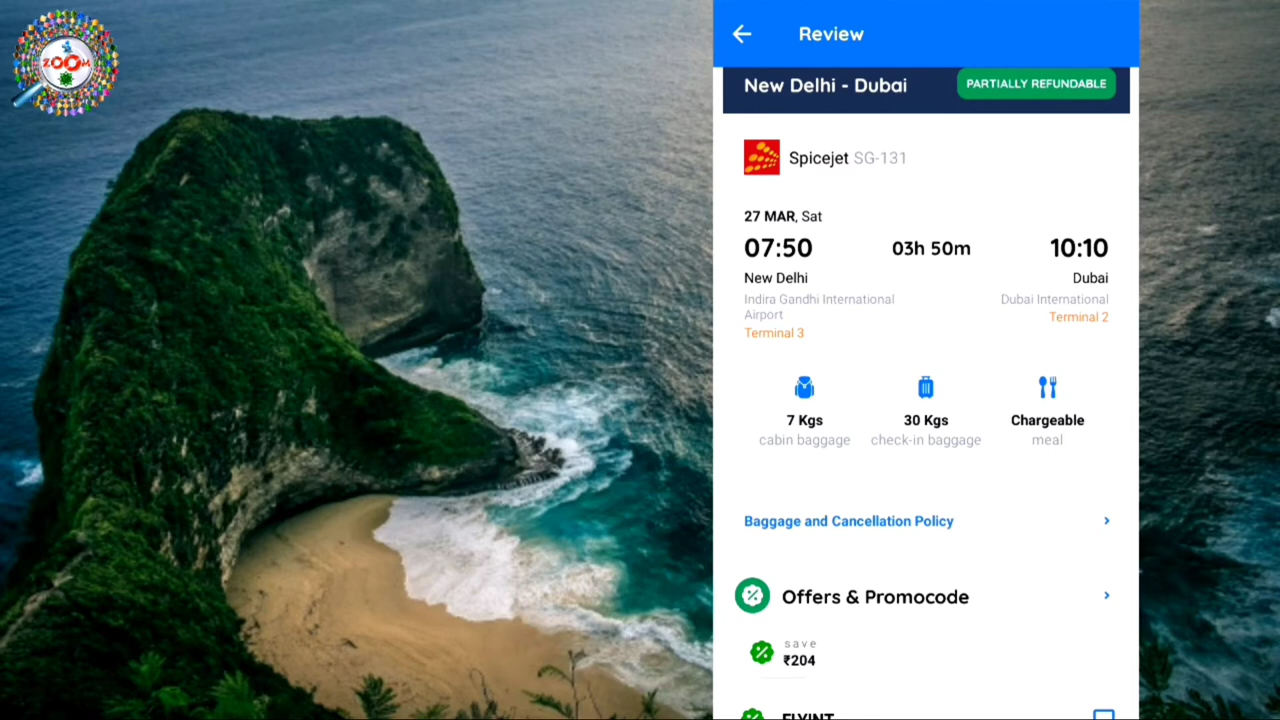 ZOOM
Review
New Delhi - Dubai
PARTIALLY REFUNDABLE
Spicejet SG-131
27 MAR, Sat
07:50
03h 50m
10:10
New Delhi
Dubai
Indira Gandhi International
Airport
Dubai International
Terminal 3
Terminal 2
7 Kgs
30 Kgs
Chargeable
cabin baggage
check-in baggage
meal
Baggage and Cancellation Policy
Offers & Promocode
save
₹204